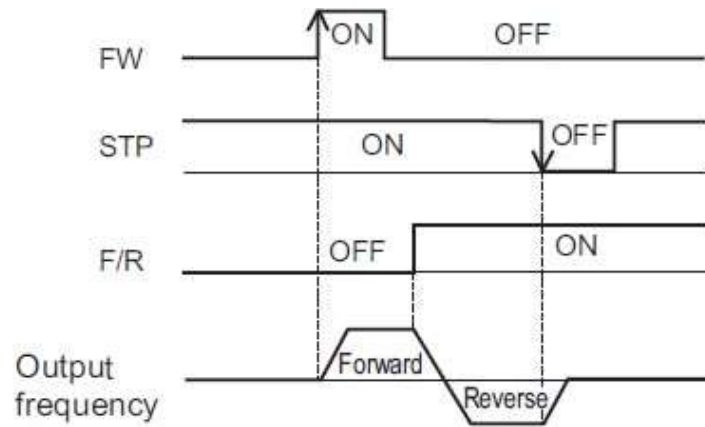 FW ON OFF
STP ON OFF
F/R OFF ON
Output
frequency
Forward
Reverse